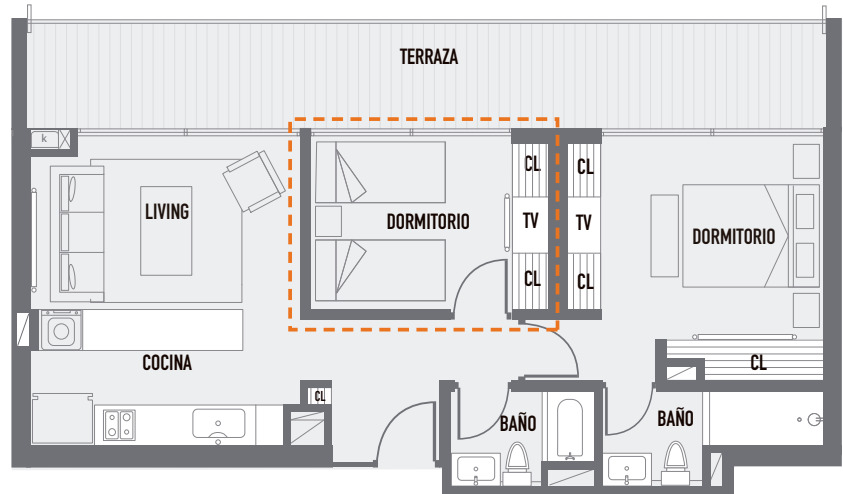 TERRAZA
k
CL
CL
LIVING
DORMITORIO
TV
TV
DORMITORIO
CL
CL
COCINA
CL
CL
BAÑO
BAÑO